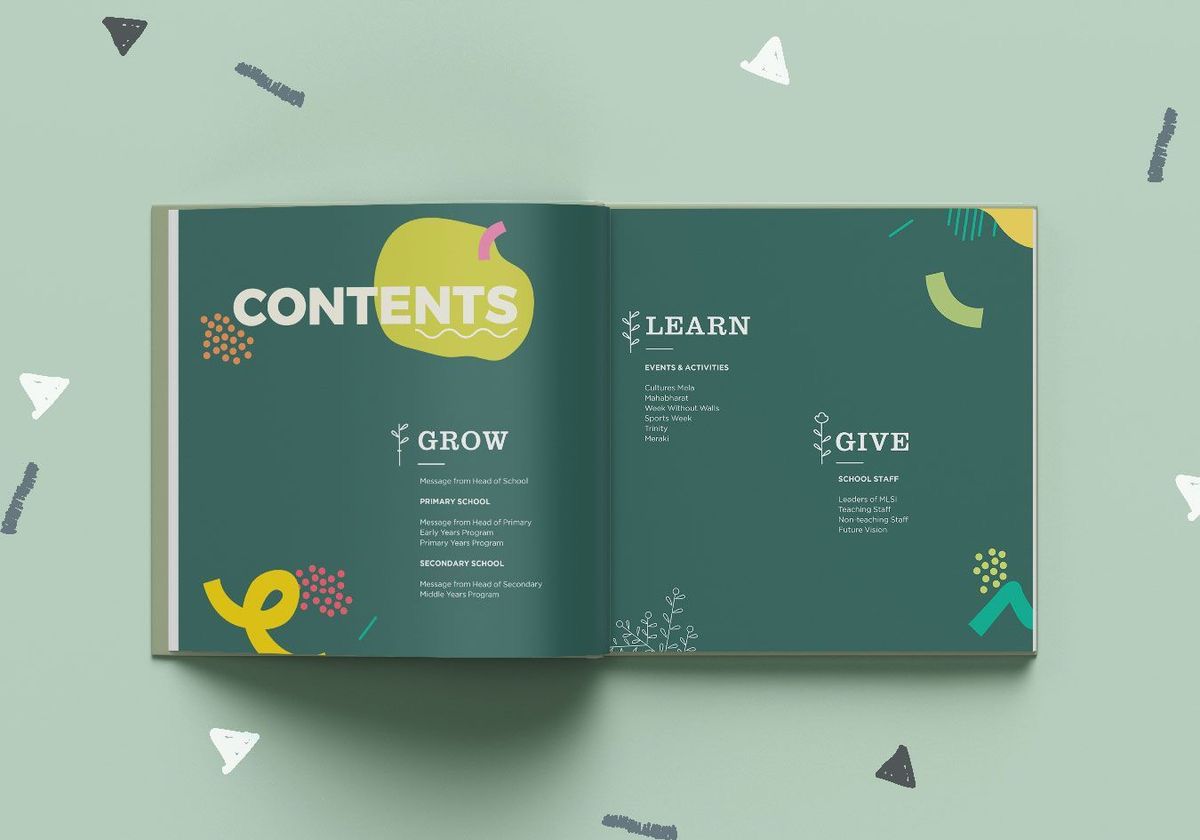 CONTENTS
GROW
Message from Head of School
PRIMARY SCHOOL
Message from Head of Primary
Early Years Program
Primary Years Program
SECONDARY SCHOOL
Message from Head of Secondary
Middle Years Program
LEARN
EVENTS & ACTIVITIES
Cultures Mela
Mahabharat
Week Without Walls
Sports Week
Trinity
Meraki
GIVE
SCHOOL STAFF
Leaders of MLSI
Teaching Staff
Non-teaching Staff
Future Vision